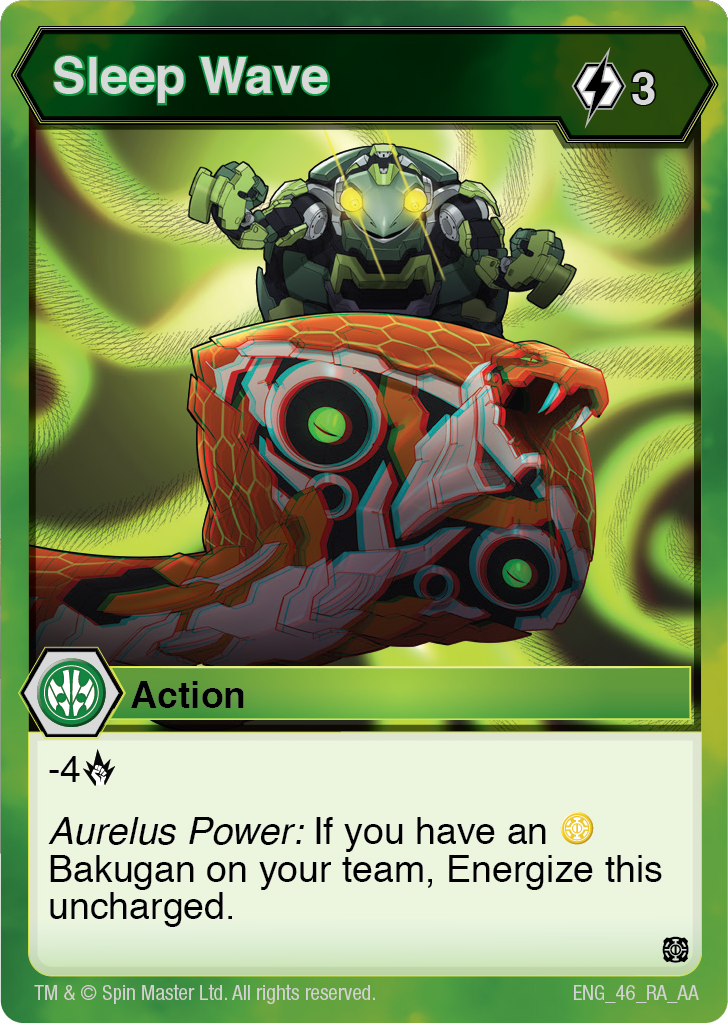 Sleep Wave
3
Action
-4
Aurelus Power: If you have an
Bakugan on your team, Energize this
uncharged.
TM & © Spin Master Ltd. All rights reserved.
ENG_46_RA_AA